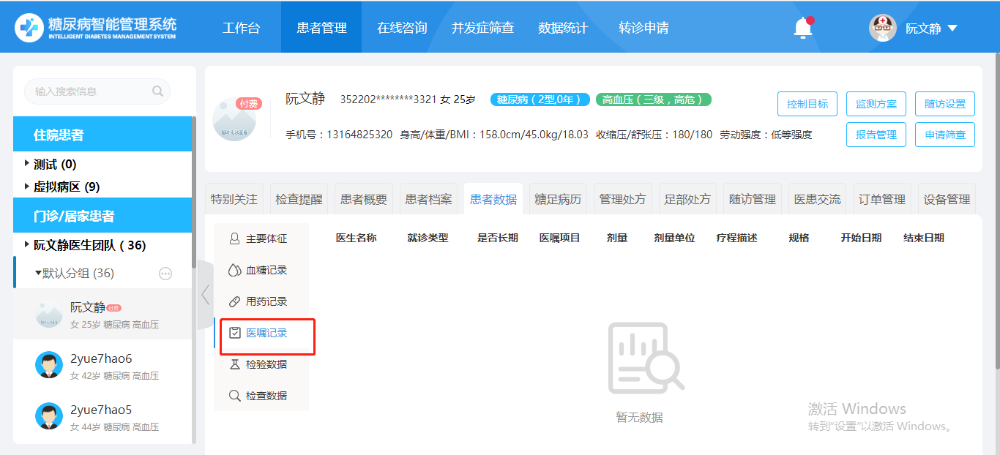 糖尿病智能管理系统
INTELLIGENT DIABETES MANAGEMENT SYSTEM
工作台 患者管理 在线咨询 并发症筛查 数据统计 转诊申请 阮文静
输入搜索信息
住院患者
测试 (0)
虚拟病区 (9)
门诊/居家患者
阮文静医生团队 ( 36)
默认分组 (36)
阮文静 付费
女 25岁 糖尿病 高血压
2yue7hao6
女 42岁 糖尿病 高血压
2yue7hao5
女 44岁 糖尿病 高血压
付费
阮文静 352202********3321 女 25岁 糖尿病（2型,0年） 高血压（三级，高危）
手机号：13164825320 身高/体重/BMI：158.0cm/45.0kg/18.03 收缩压/舒张压：180/180 劳动强度：低等强度
控制目标 监测方案 随访设置
报告管理 申请筛查
特别关注 检查提醒 患者概要 患者档案 患者数据 糖足病历 管理处方 足部处方 随访管理 医患交流 订单管理 设备管理
主要体征
血糖记录
用药记录
医嘱记录
检验数据
检查数据
医生名称 就诊类型 是否长期 医嘱项目 剂量 剂量单位 疗程描述 规格 开始日期 结束日期
暂无数据
激活 Windows
转到"设置"以激活 Windows。